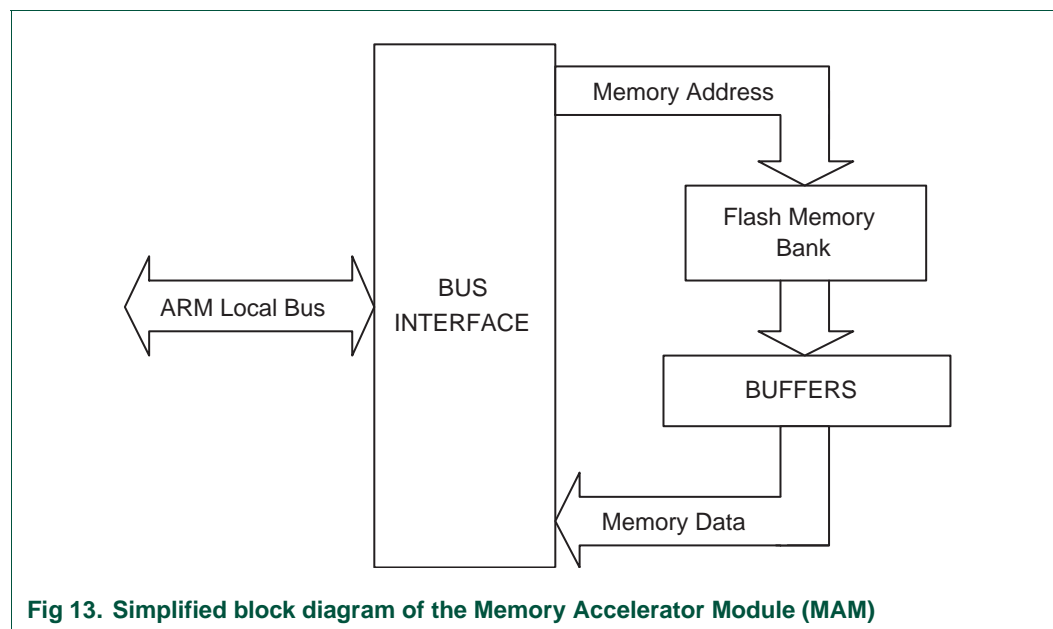 Memory Address
Flash Memory
Bank
ARM Local Bus
BUS
INTERFACE
BUFFERS
Memory Data
Fig 13. Simplified block diagram of the Memory Accelerator Module (MAM)